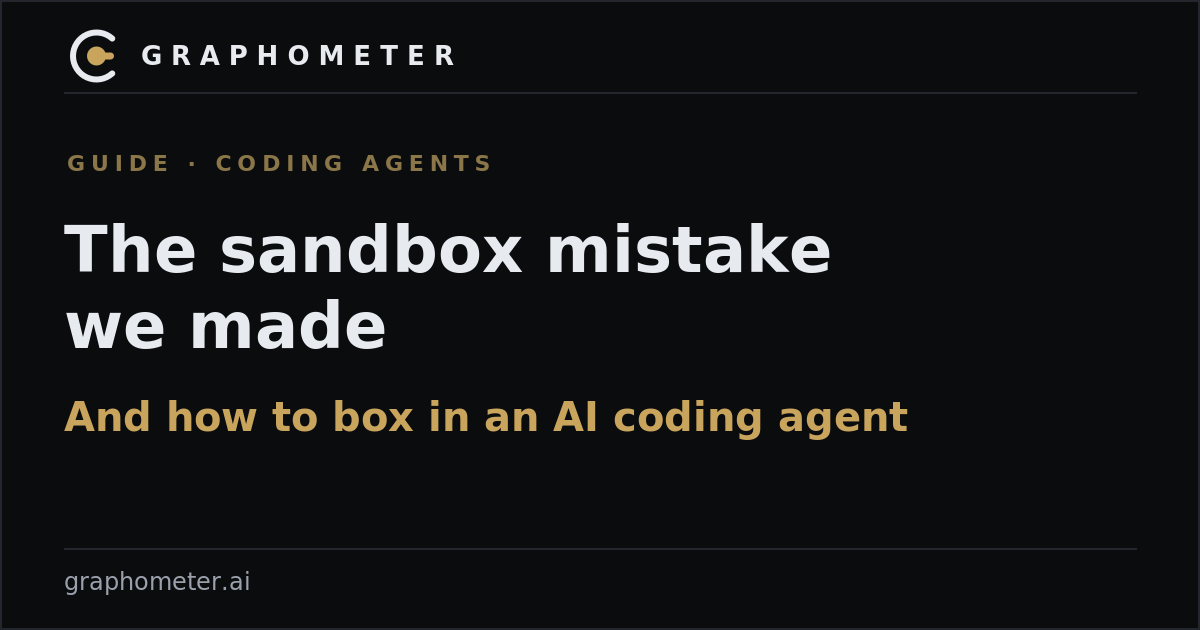 GRAPHOMETER
GUIDE · CODING AGENTS
The sandbox mistake
we made
And how to box in an AI coding agent
graphometer.ai